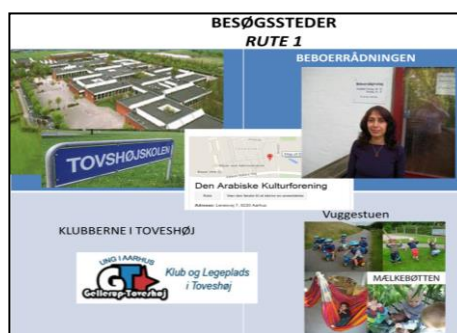 BESØGSSTEDER
RUTE 1
BEBOERRÅDNINGEN
TOVSHØJSKOLEN
Den Arabiske Kulturforening
KLUBBERNE I TOVESHØJ
UNG I AARHUS
GT
Gellerup-Toveshøj
Klub og Legeplads
i Toveshøj
Vuggestuen
MÆLKEBØTTEN